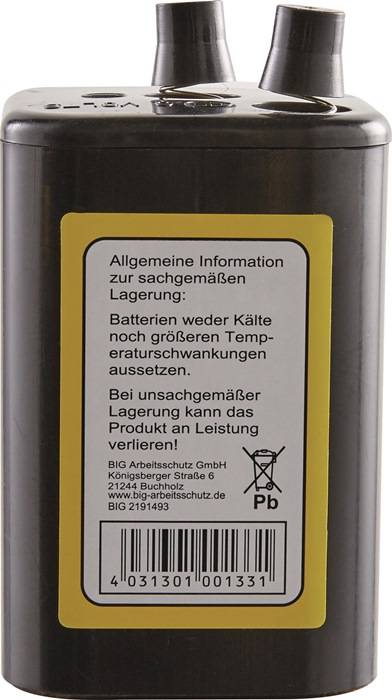 Allgemeine Information
zur sachgemäßen
Lagerung:
Batterien weder Kälte
noch größeren Temp-
eraturschwankungen
aussetzen.
Bei unsachgemäßer
Lagerung kann das
Produkt an Leistung
verlieren!
BIG Arbeitsschutz GmbH
Königsberger Straße 6
21244 Buchholz
www.big-arbeitsschutz.de
BIG 2191493
Pb
4 031301 001331